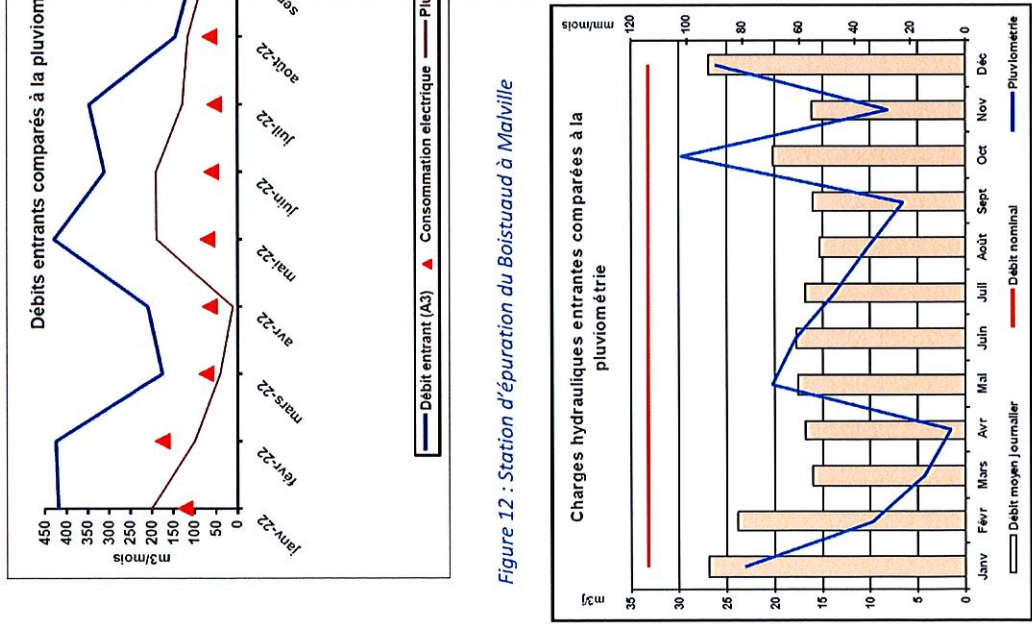 Débits entrants comparés à la pluviom
450
400
350
300
250
200
150
100
50
0
m3/mois
janv-22
févr-22
mars-22
avr-22
mai-22
juin-22
juil-22
août-22
sep
Débit entrant (A3)
Consommation electrique
Plu
Figure 12 : Station d'épuration du Boistuaud à Malville
Charges hydrauliques entrantes comparées à la
pluviométrie
m3/j
mm/mois
35
30
25
20
15
10
5
0
120
100
80
60
40
20
0
Janv
Févr
Mars
Avr
Mai
Juin
Juil
Août
Sept
Oct
Nov
Déc
Débit moyen journalier
Débit nominal
Pluviométrie